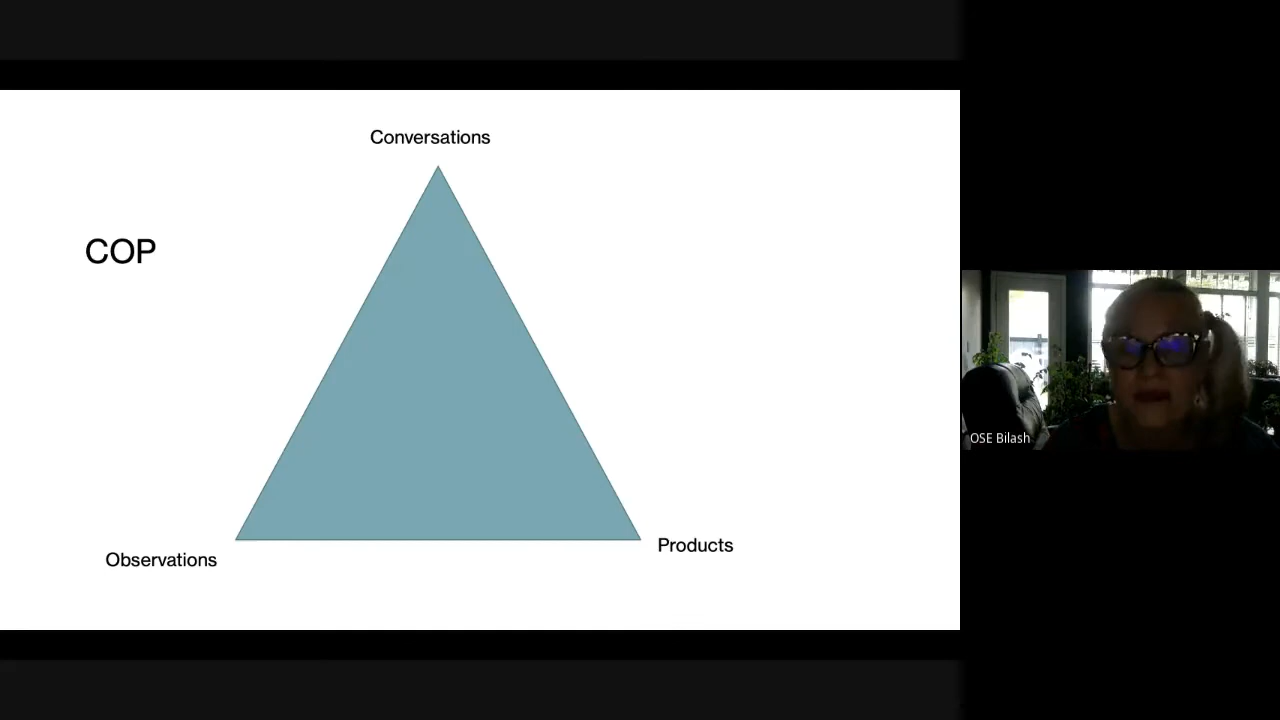 Conversations
COP
Observations
Products
OSE Bilash